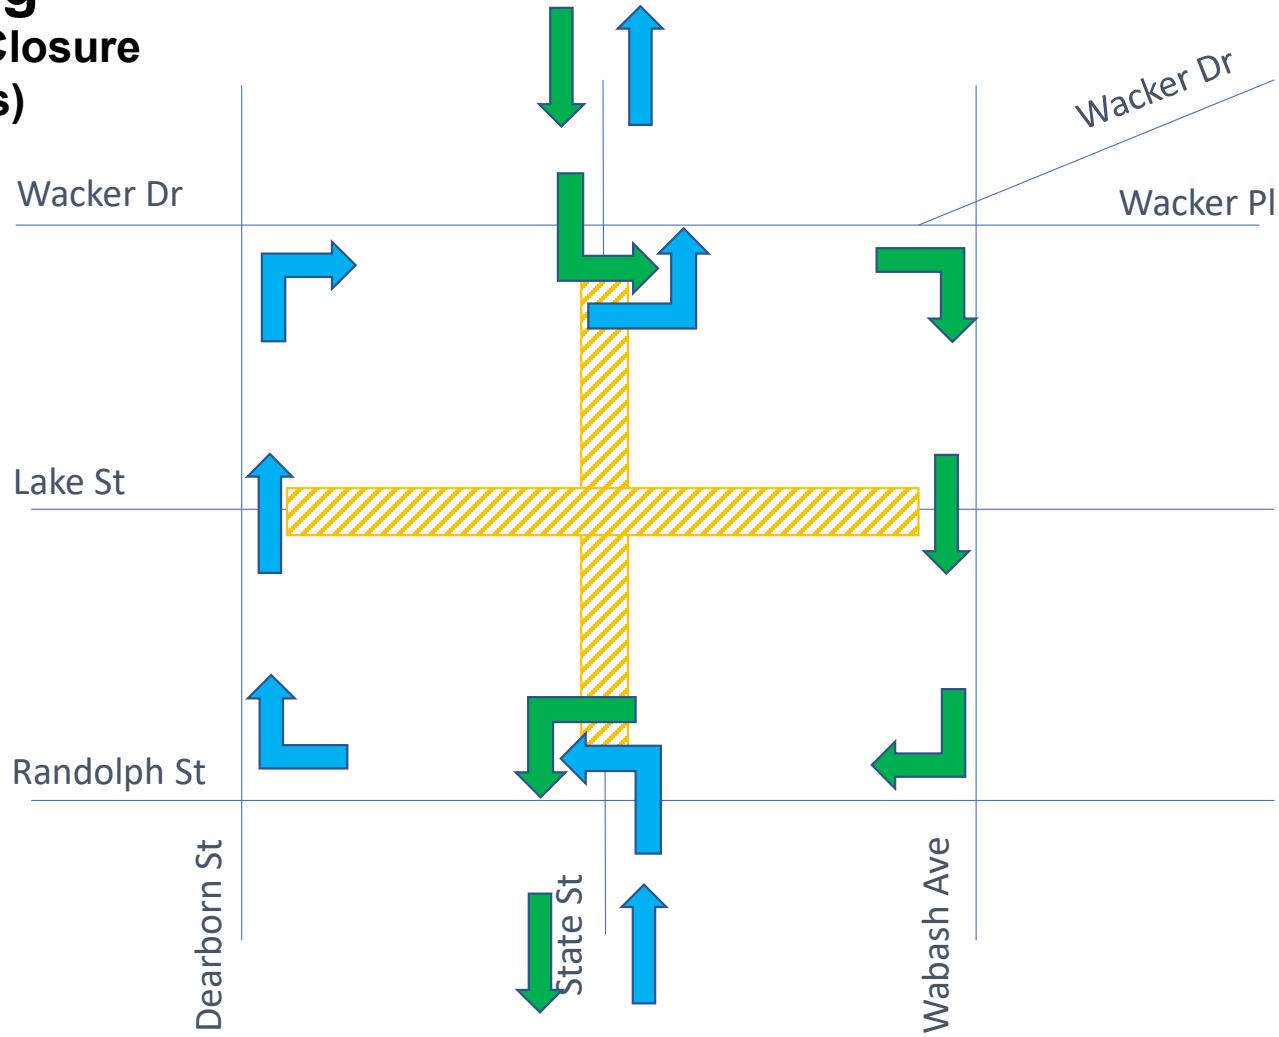 Closure
s)
Wacker Dr
Wacker Dr
Wacker Pl
Lake St
Randolph St
Dearborn St
State St
Wabash Ave